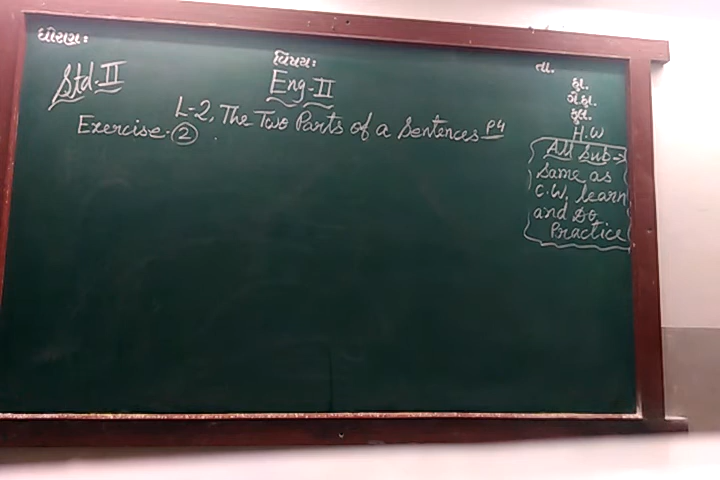 ધોરણઃ
વિષયઃ
તા.
Std. II
Eng-II
હા.
ગે.હા.
કુલ.
L-2, The Two Parts of a Sentences P4
Exercise. 2
H.W
All Sub→
Same as
C.W. learn
and do
Practice